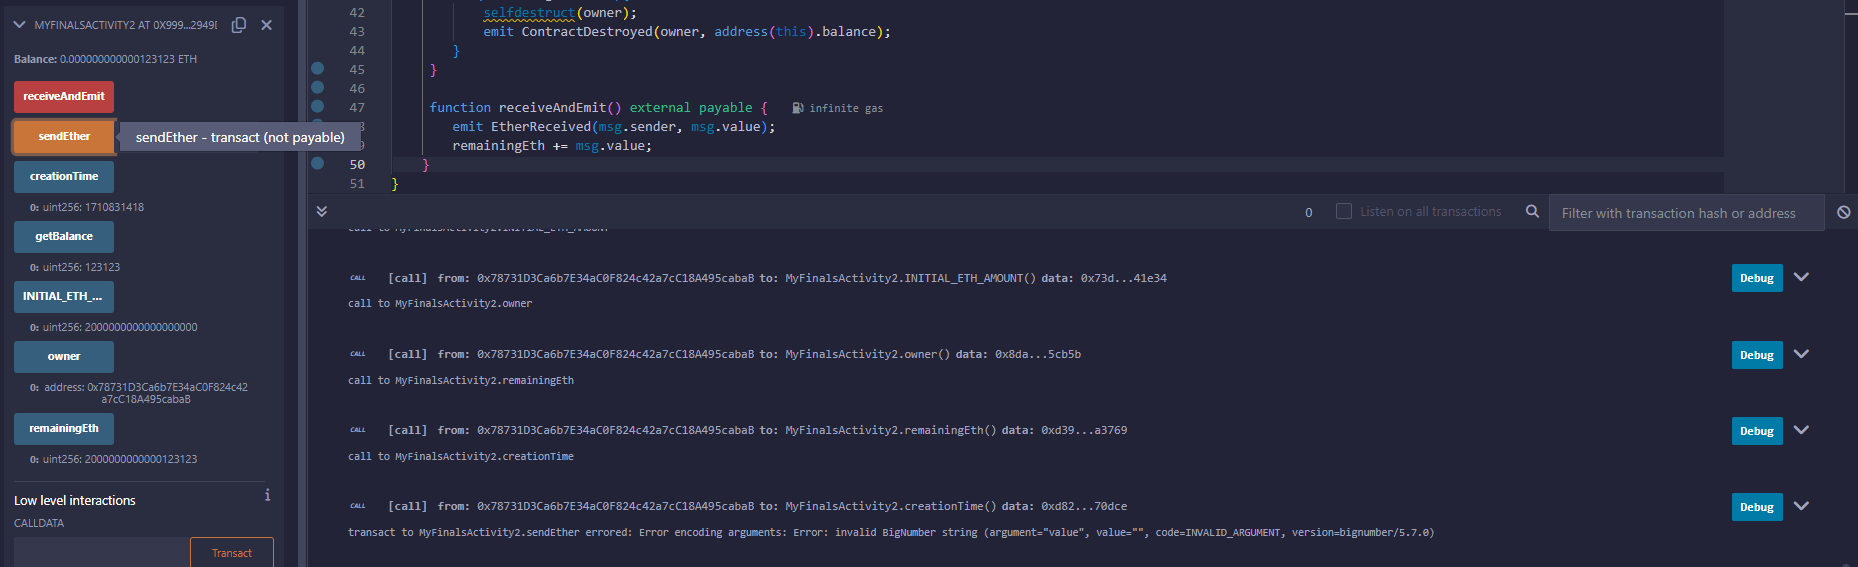 MYFINALSACTIVITY2 AT 0X999...2949
Balance: 0.000000000000123123 ETH
receiveAndEmit
sendEther
sendEther - transact (not payable)
creationTime
0: uint256: 1710831418
getBalance
0: uint256: 123123
INITIAL_ETH_...
0: uint256: 2000000000000000000
owner
0: address: 0x78731D3Ca6b7E34aC0F824c42
a7cC18A495cabaB
remainingEth
0: uint256: 2000000000000123123
Low level interactions
i
CALLDATA
Transact
42 selfdestruct(owner);
43 emit ContractDestroyed(owner, address(this).balance);
44 }
45 }
46
47 function receiveAndEmit() external payable { infinite gas
8 emit EtherReceived(msg.sender, msg.value);
9 remainingEth += msg.value;
50 }
51 }
0 Listen on all transactions Filter with transaction hash or address
call to MyFinalsActivity2.INITIAL_ETH_AMOUNT
CALL [call] from: 0x78731D3Ca6b7E34aC0F824c42a7cC18A495cabaB to: MyFinalsActivity2.INITIAL_ETH_AMOUNT() data: 0x73d...41e34 Debug
call to MyFinalsActivity2.owner
CALL [call] from: 0x78731D3Ca6b7E34aC0F824c42a7cC18A495cabaB to: MyFinalsActivity2.owner() data: 0x8da...5cb5b Debug
call to MyFinalsActivity2.remainingEth
CALL [call] from: 0x78731D3Ca6b7E34aC0F824c42a7cC18A495cabaB to: MyFinalsActivity2.remainingEth() data: 0xd39...a3769 Debug
call to MyFinalsActivity2.creationTime
CALL [call] from: 0x78731D3Ca6b7E34aC0F824c42a7cC18A495cabaB to: MyFinalsActivity2.creationTime() data: 0xd82...70dce Debug
transact to MyFinalsActivity2.sendEther errored: Error encoding arguments: Error: invalid BigNumber string (argument="value", value="", code=INVALID_ARGUMENT, version=bignumber/5.7.0)